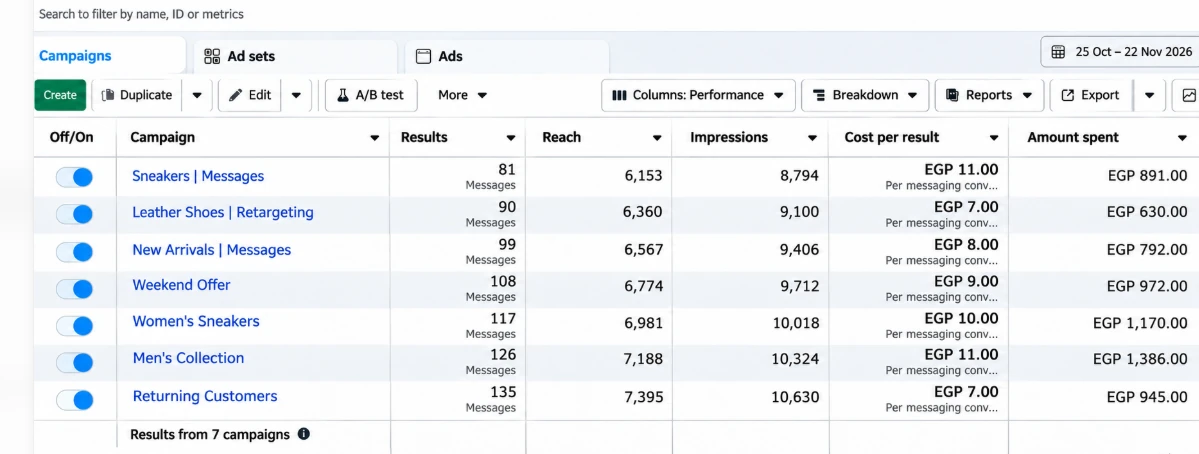 Search to filter by name, ID or metrics
Campaigns Ad sets Ads 25 Oct – 22 Nov 2026
Create Duplicate Edit A/B test More Columns: Performance Breakdown Reports Export
Off/On Campaign Results Reach Impressions Cost per result Amount spent
Sneakers | Messages 81 6,153 8,794 EGP 11.00 EGP 891.00
Messages Per messaging conv...
Leather Shoes | Retargeting 90 6,360 9,100 EGP 7.00 EGP 630.00
Messages Per messaging conv...
New Arrivals | Messages 99 6,567 9,406 EGP 8.00 EGP 792.00
Messages Per messaging conv...
Weekend Offer 108 6,774 9,712 EGP 9.00 EGP 972.00
Messages Per messaging conv...
Women's Sneakers 117 6,981 10,018 EGP 10.00 EGP 1,170.00
Messages Per messaging conv...
Men's Collection 126 7,188 10,324 EGP 11.00 EGP 1,386.00
Messages Per messaging conv...
Returning Customers 135 7,395 10,630 EGP 7.00 EGP 945.00
Messages Per messaging conv...
Results from 7 campaigns